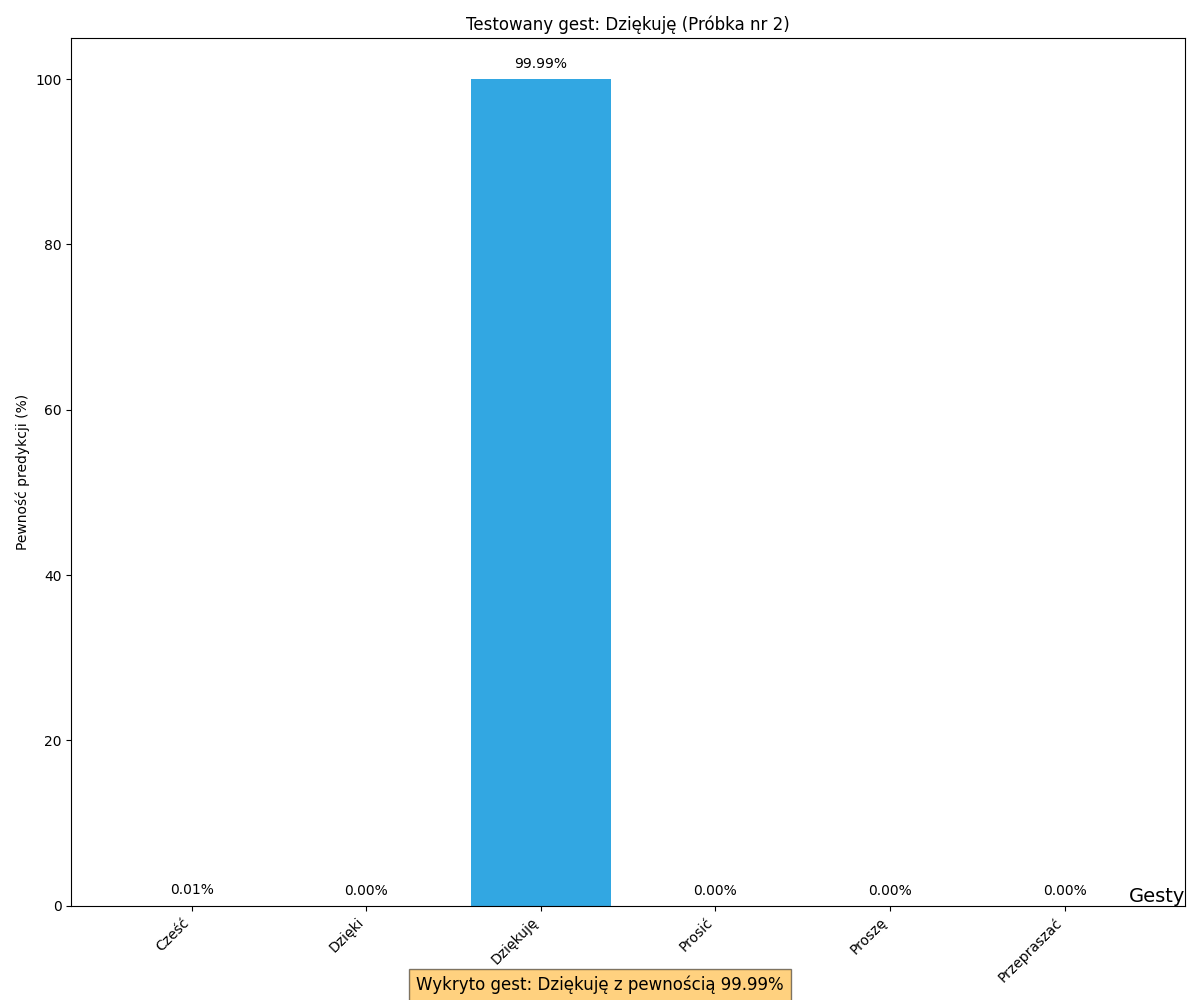 Testowany gest: Dziękuję (Próbka nr 2)
Pewność predykcji (%)
100
80
60
40
20
0
99.99%
0.01%
0.00%
0.00%
0.00%
0.00%
Gesty
Cześć
Dzięki
Dziękuję
Prosić
Proszę
Przepraszać
Wykryto gest: Dziękuję z pewnością 99.99%